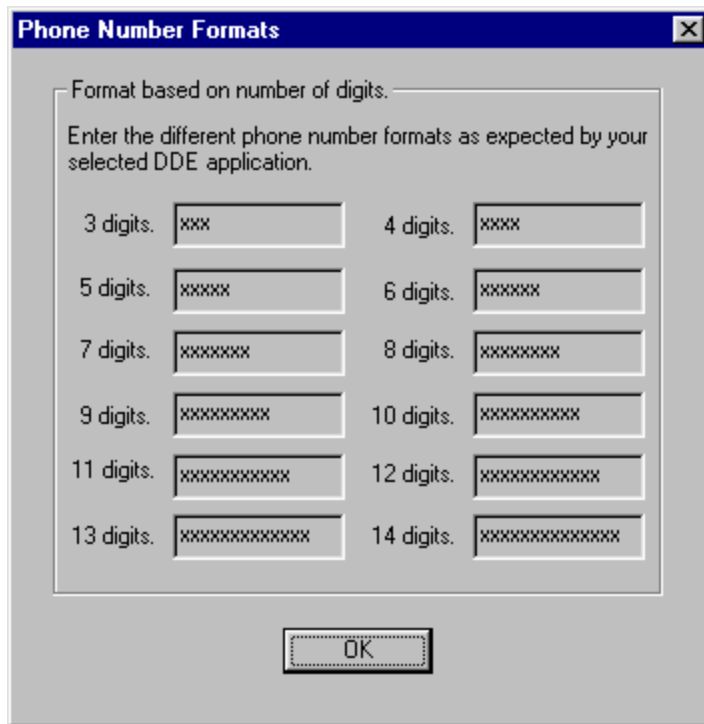 Phone Number Formats
Format based on number of digits.
Enter the different phone number formats as expected by your
selected DDE application.
3 digits. xxx 4 digits. xxxx
5 digits. xxxxx 6 digits. xxxxxx
7 digits. xxxxxxx 8 digits. xxxxxxxx
9 digits. xxxxxxxxx 10 digits. xxxxxxxxxx
11 digits. xxxxxxxxxxx 12 digits. xxxxxxxxxxxx
13 digits. xxxxxxxxxxxxx 14 digits. xxxxxxxxxxxxxx
OK